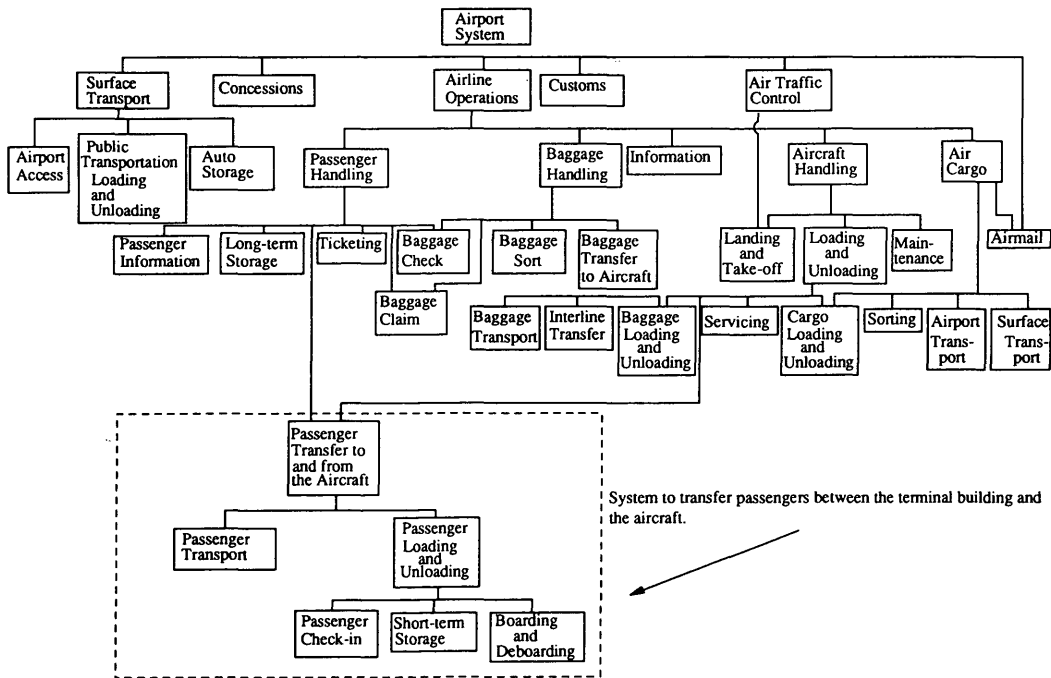 Airport
System
Surface
Transport
Concessions
Airline
Operations
Customs
Air Traffic
Control
Airport
Access
Public
Transportation
Loading
and
Unloading
Auto
Storage
Passenger
Handling
Baggage
Handling
Information
Aircraft
Handling
Air
Cargo
Passenger
Information
Long-term
Storage
Ticketing
Baggage
Check
Baggage
Sort
Baggage
Transfer
to Aircraft
Landing
and
Take-off
Loading
and
Unloading
Main-
tenance
Airmail
Baggage
Claim
Baggage
Transport
Interline
Transfer
Baggage
Loading
and
Unloading
Servicing
Cargo
Loading
and
Unloading
Sorting
Airport
Trans-
port
Surface
Trans-
port
Passenger
Transfer to
and from
the Aircraft
System to transfer passengers between the terminal building and
the aircraft.
Passenger
Transport
Passenger
Loading
and
Unloading
Passenger
Check-in
Short-term
Storage
Boarding
and
Deboarding